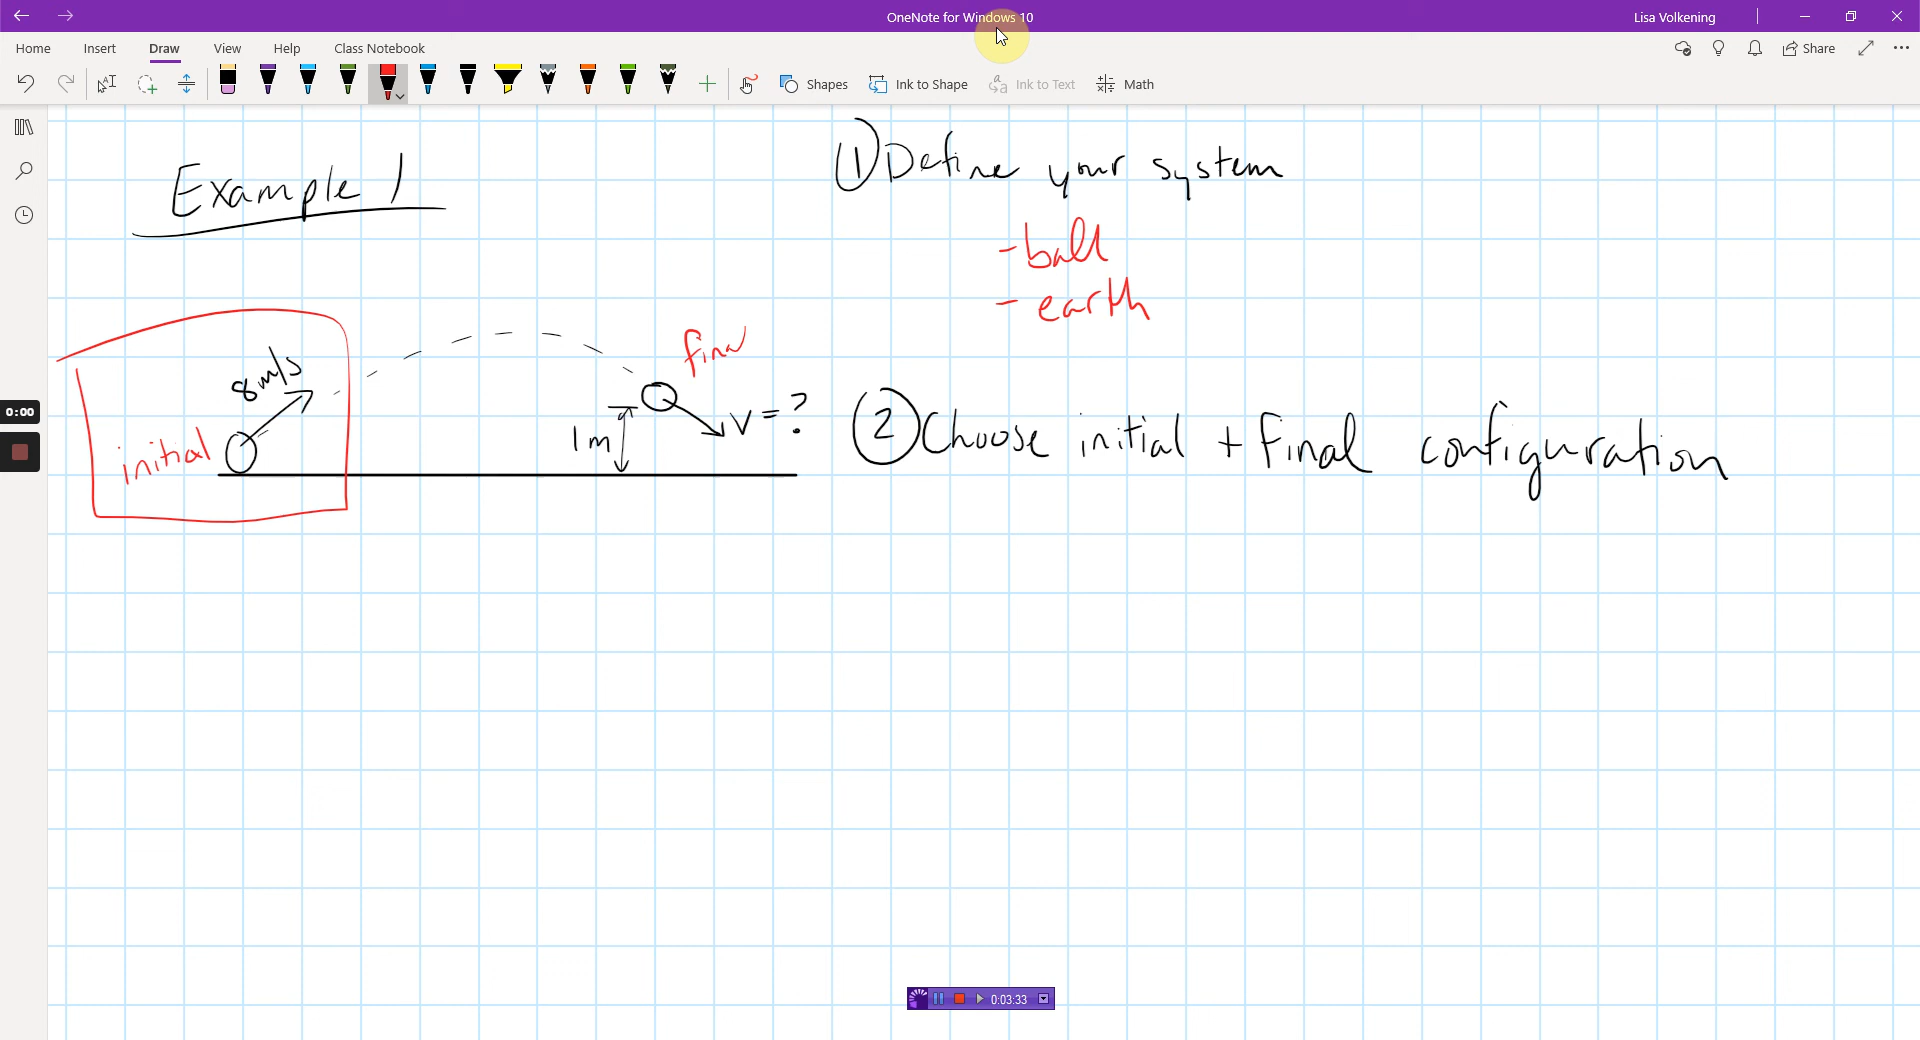 OneNote for Windows 10
Lisa Volkening
Home Insert Draw View Help Class Notebook
Share
Shapes Ink to Shape Ink to Text Math
Example 1
① Define your system
- ball
- earth
8 m/s
initial
final
1m
V = ?
② Choose initial + final configuration
0:00
0:03:33